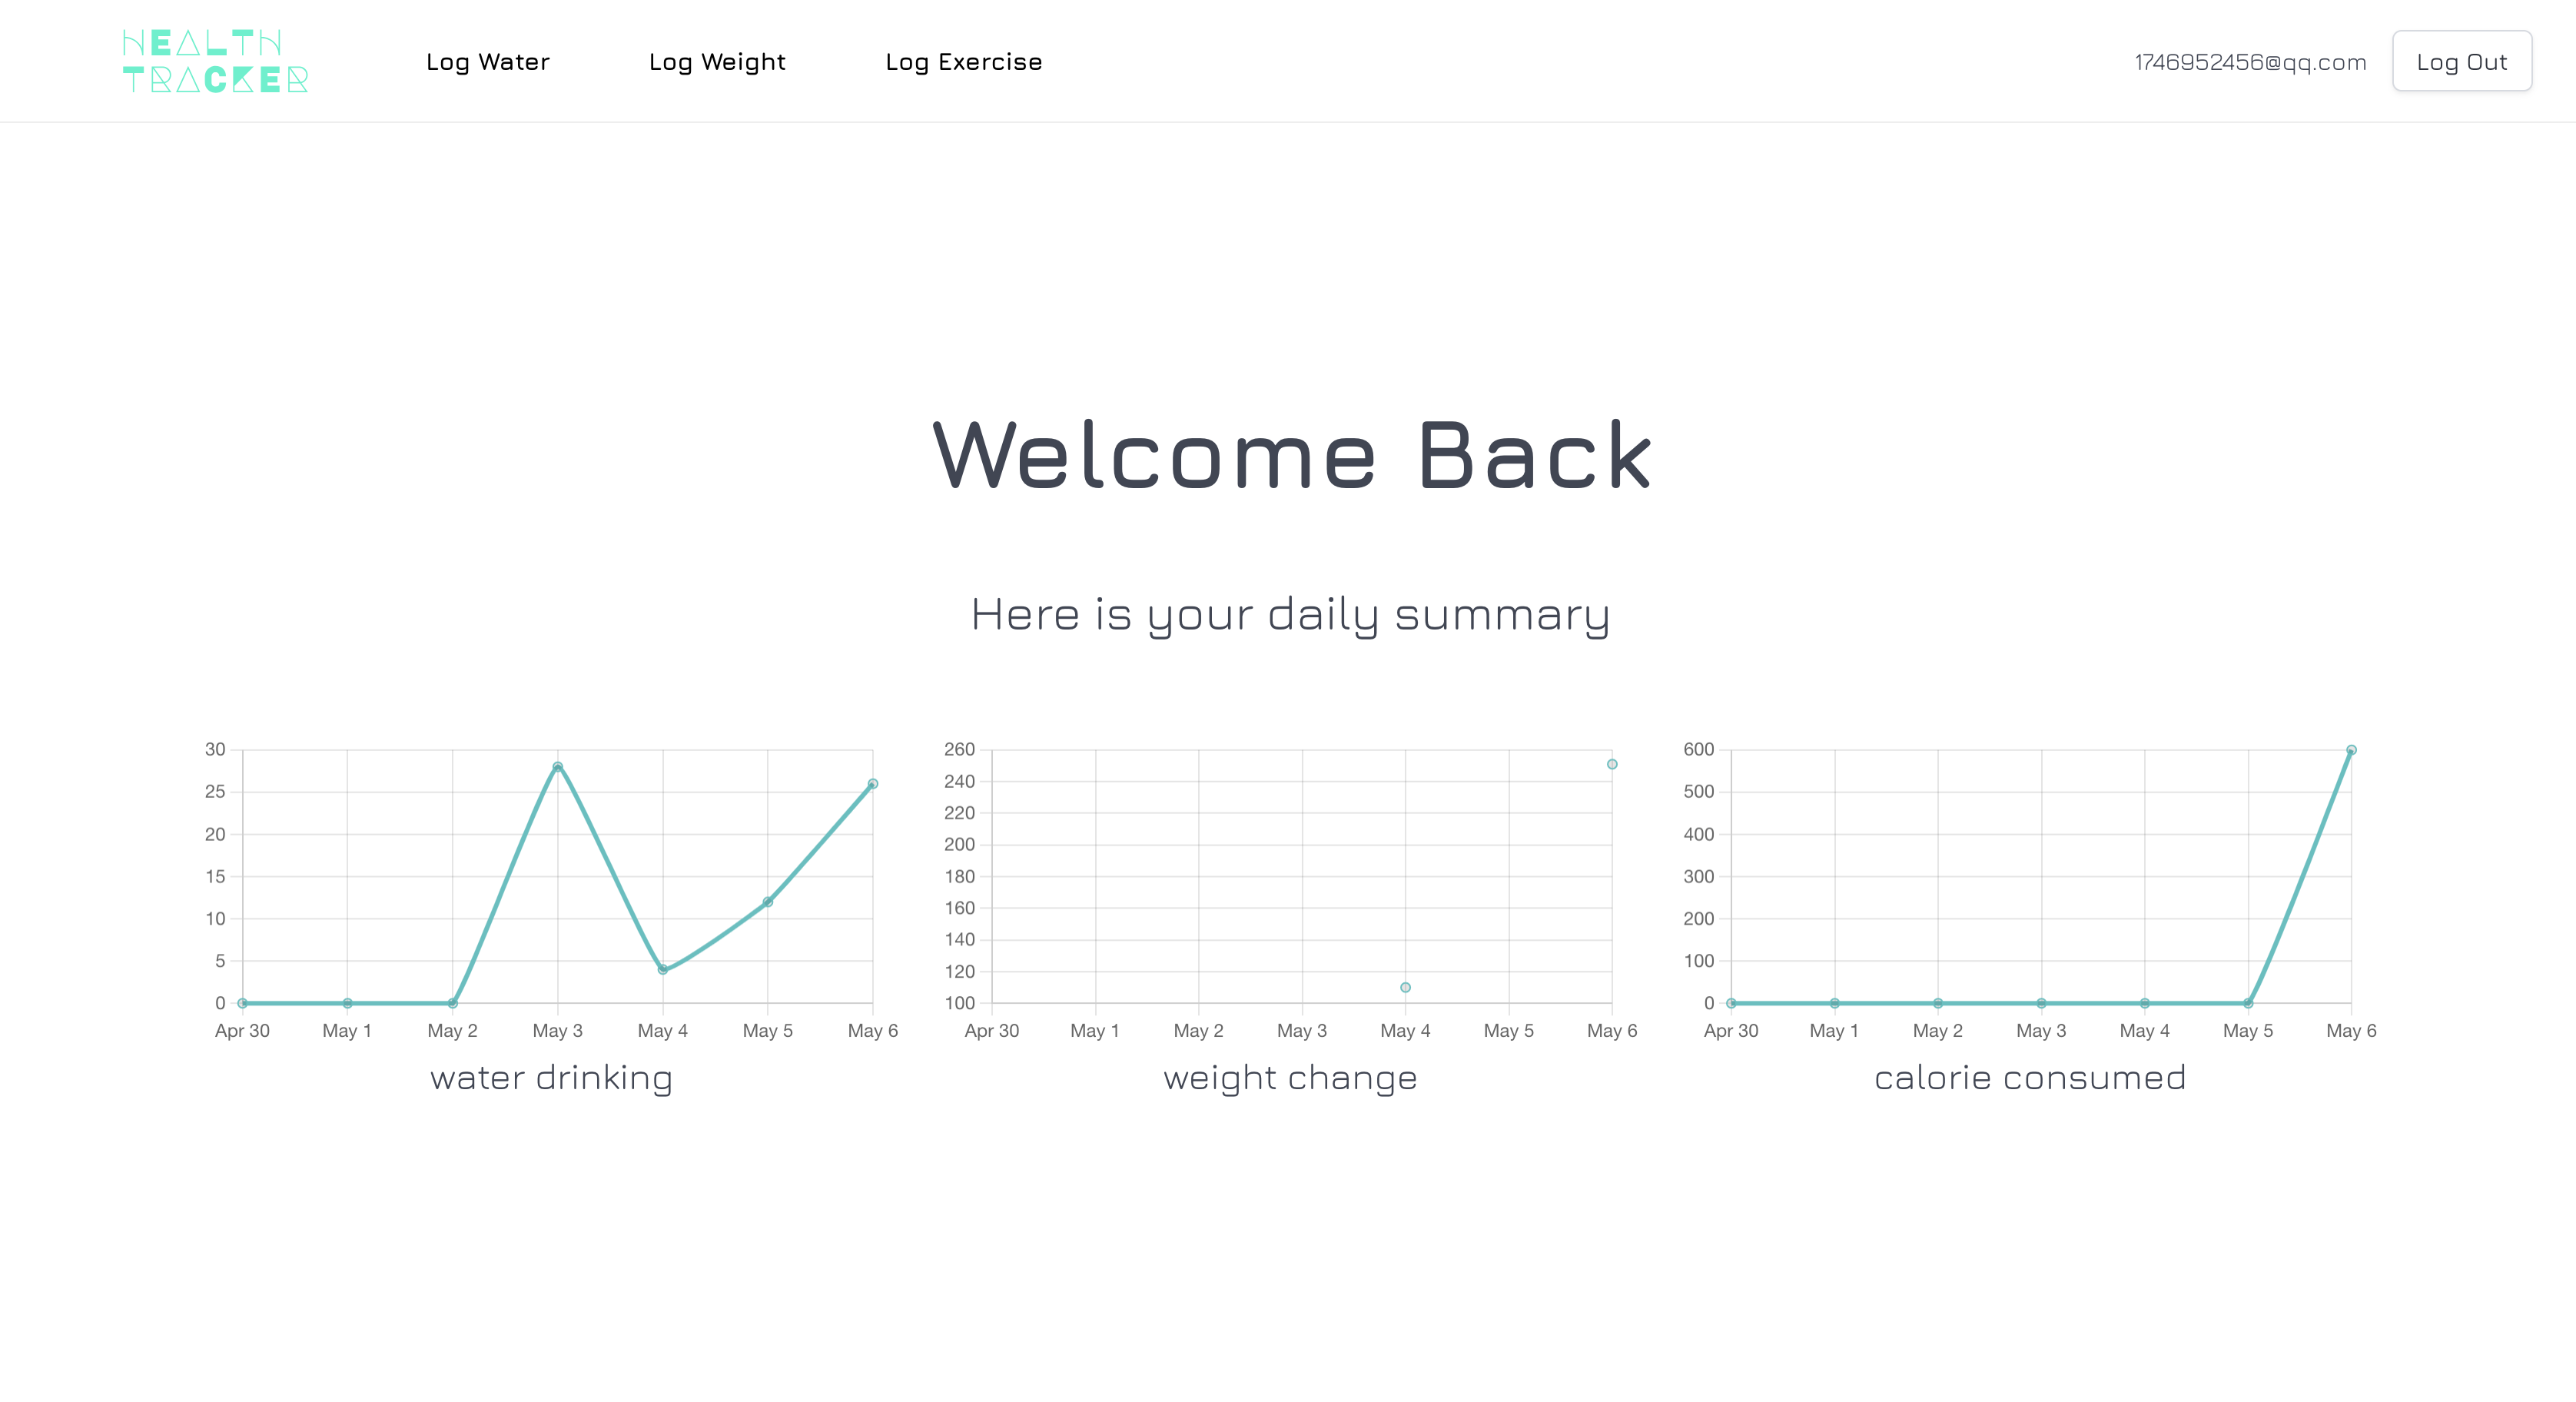 HEALTH
TRACKER
Log Water
Log Weight
Log Exercise
1746952456@qq.com
Log Out
Welcome Back
Here is your daily summary
30
25
20
15
10
5
0
Apr 30 May 1 May 2 May 3 May 4 May 5 May 6
water drinking
260
240
220
200
180
160
140
120
100
Apr 30 May 1 May 2 May 3 May 4 May 5 May 6
weight change
600
500
400
300
200
100
0
Apr 30 May 1 May 2 May 3 May 4 May 5 May 6
calorie consumed